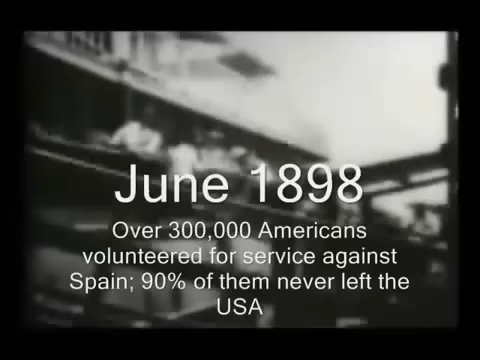 June 1898
Over 300,000 Americans
volunteered for service against
Spain; 90% of them never left the
USA